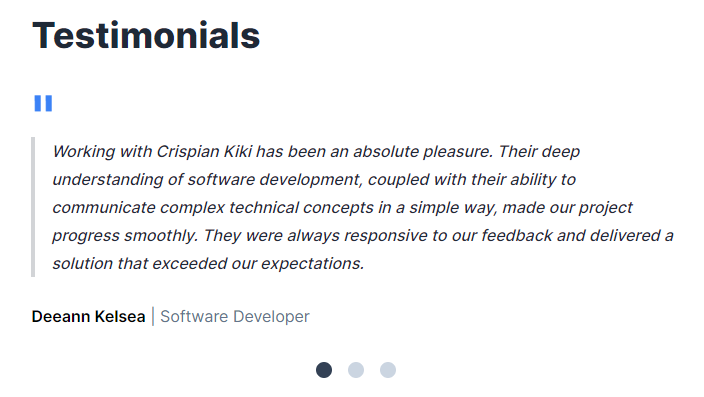 Testimonials
"
Working with Crispian Kiki has been an absolute pleasure. Their deep
understanding of software development, coupled with their ability to
communicate complex technical concepts in a simple way, made our project
progress smoothly. They were always responsive to our feedback and delivered a
solution that exceeded our expectations.
Deeann Kelsea | Software Developer